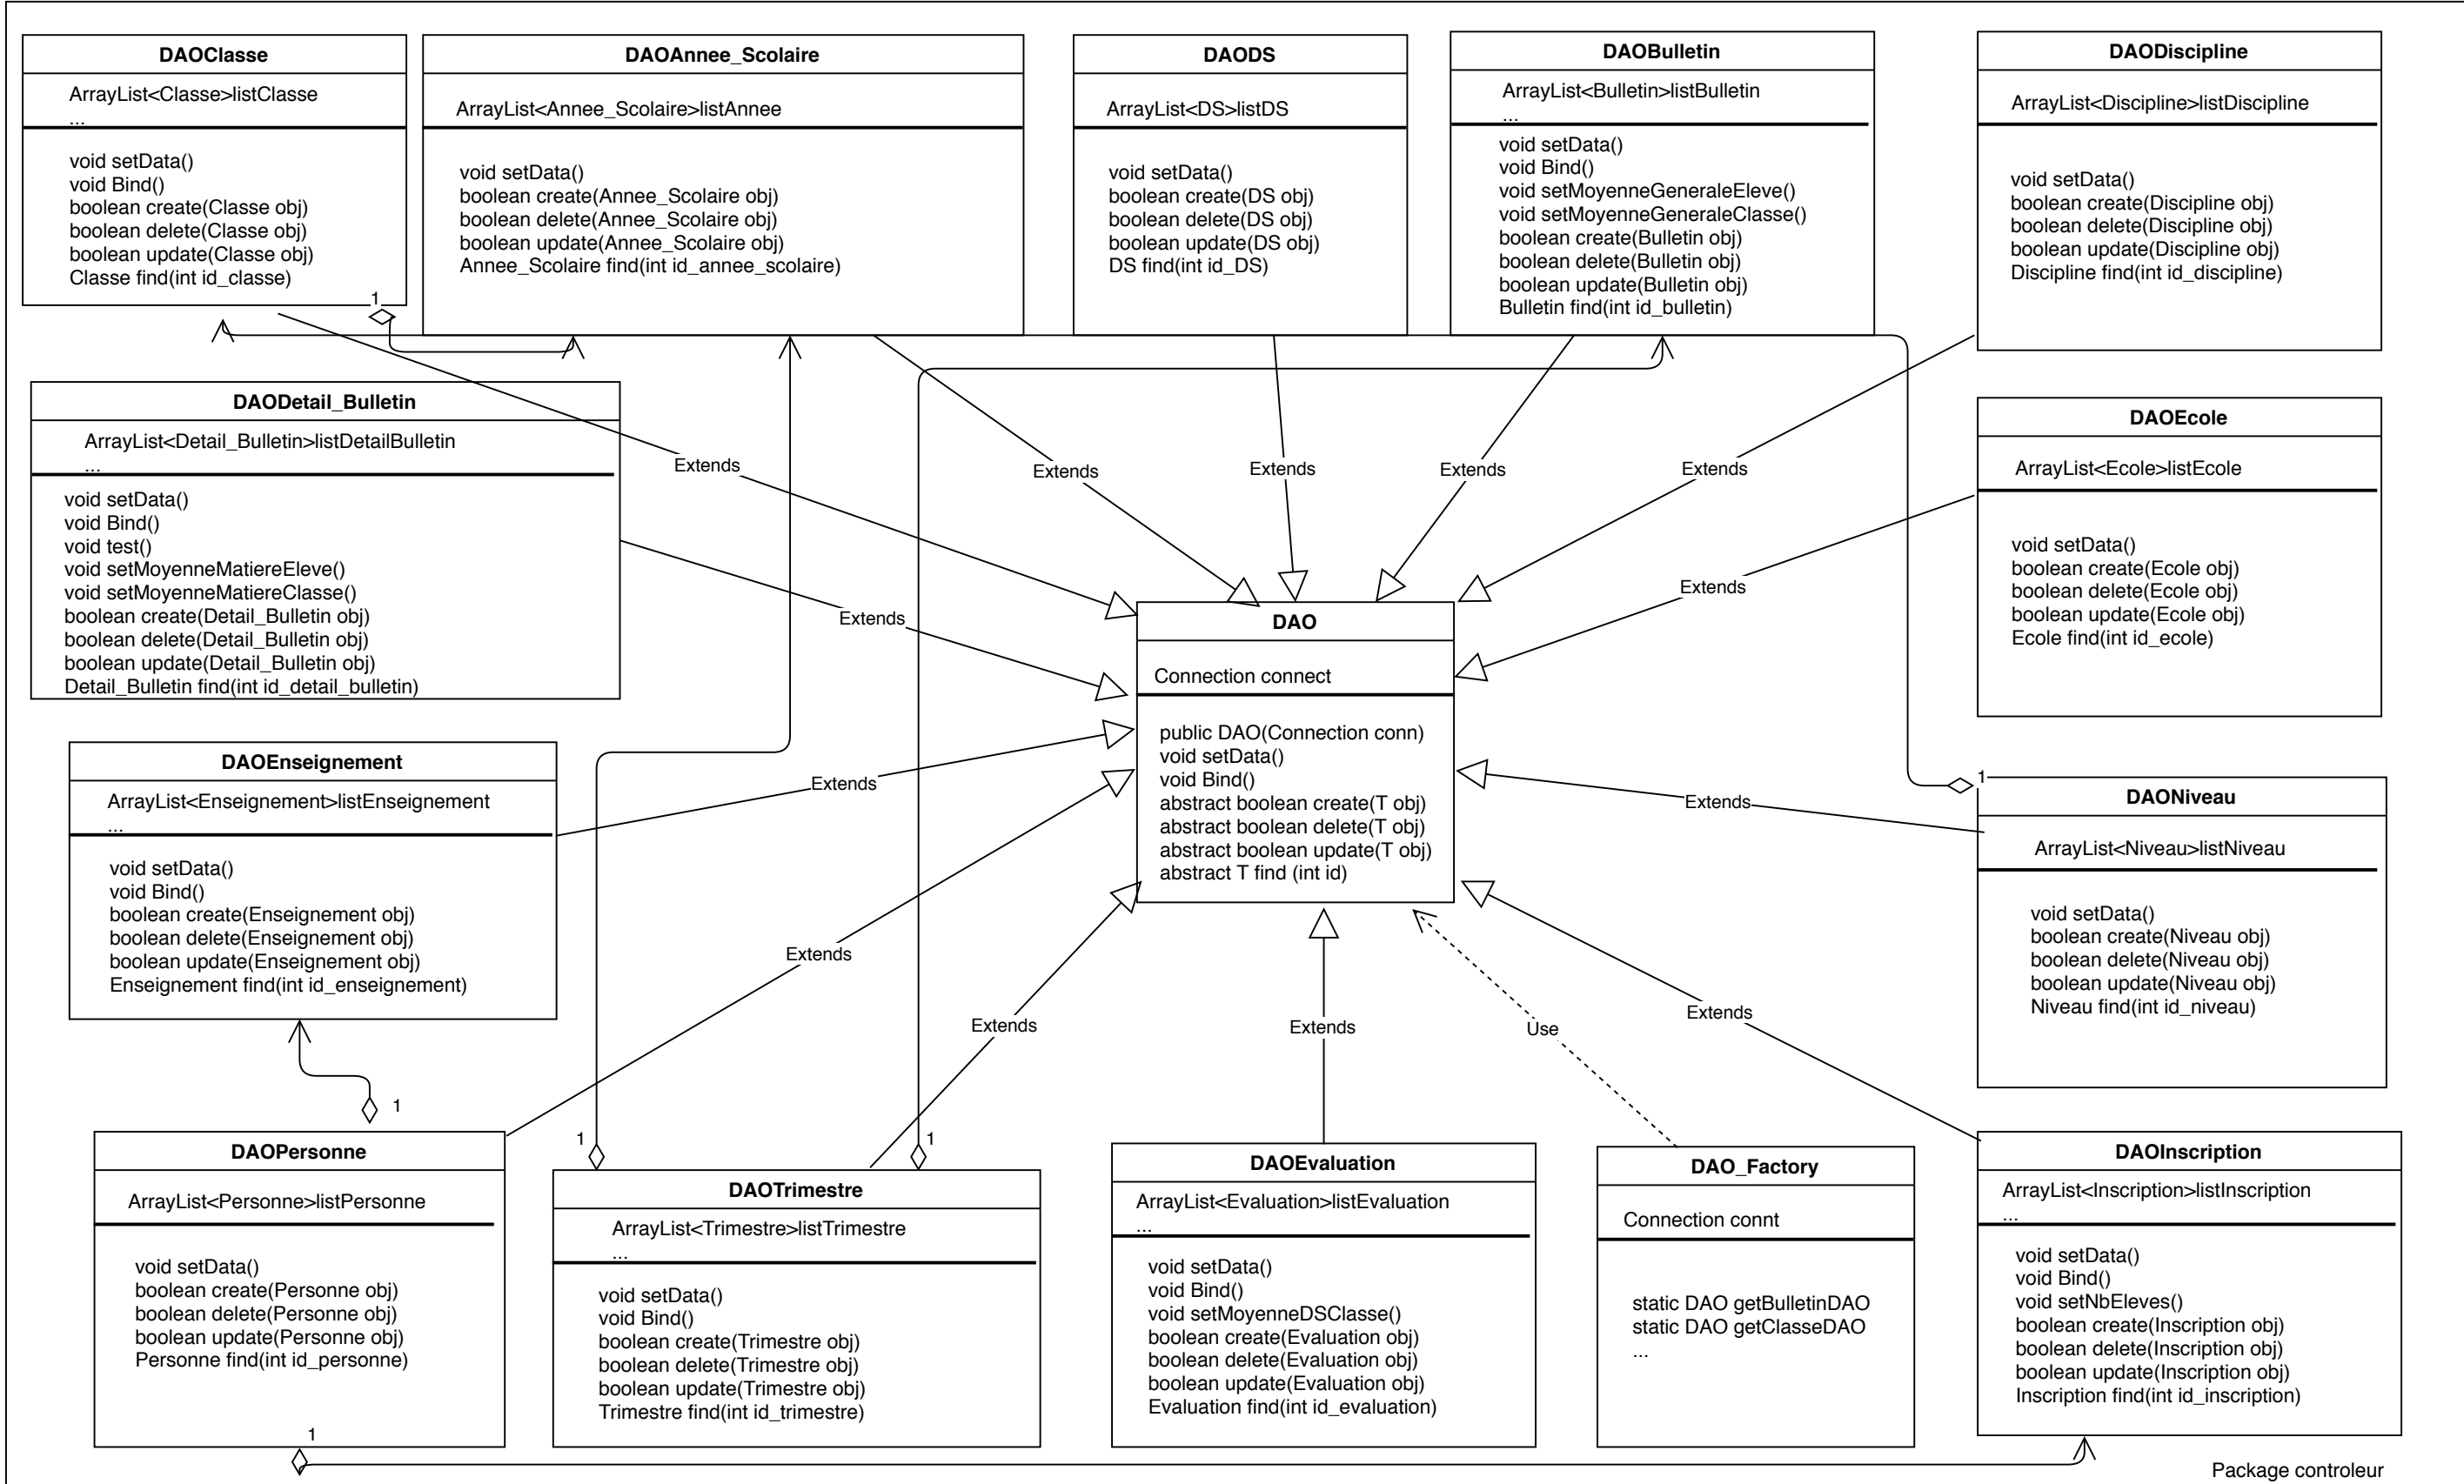 DAOClasse
ArrayList<Classe>listClasse
...
void setData()
void Bind()
boolean create(Classe obj)
boolean delete(Classe obj)
boolean update(Classe obj)
Classe find(int id_classe)
1
DAOAnnee_Scolaire
ArrayList<Annee_Scolaire>listAnnee
void setData()
boolean create(Annee_Scolaire obj)
boolean delete(Annee_Scolaire obj)
boolean update(Annee_Scolaire obj)
Annee_Scolaire find(int id_annee_scolaire)
DAODS
ArrayList<DS>listDS
void setData()
boolean create(DS obj)
boolean delete(DS obj)
boolean update(DS obj)
DS find(int id_DS)
DAOBulletin
ArrayList<Bulletin>listBulletin
...
void setData()
void Bind()
void setMoyenneGeneraleEleve()
void setMoyenneGeneraleClasse()
boolean create(Bulletin obj)
boolean delete(Bulletin obj)
boolean update(Bulletin obj)
Bulletin find(int id_bulletin)
DAODiscipline
ArrayList<Discipline>listDiscipline
void setData()
boolean create(Discipline obj)
boolean delete(Discipline obj)
boolean update(Discipline obj)
Discipline find(int id_discipline)
DAODetail_Bulletin
ArrayList<Detail_Bulletin>listDetailBulletin
...
void setData()
void Bind()
void test()
void setMoyenneMatiereEleve()
void setMoyenneMatiereClasse()
boolean create(Detail_Bulletin obj)
boolean delete(Detail_Bulletin obj)
boolean update(Detail_Bulletin obj)
Detail_Bulletin find(int id_detail_bulletin)
Extends
Extends
Extends
Extends
Extends
Extends
Extends
DAOEcole
ArrayList<Ecole>listEcole
void setData()
boolean create(Ecole obj)
boolean delete(Ecole obj)
boolean update(Ecole obj)
Ecole find(int id_ecole)
DAO
Connection connect
public DAO(Connection conn)
void setData()
void Bind()
abstract boolean create(T obj)
abstract boolean delete(T obj)
abstract boolean update(T obj)
abstract T find (int id)
DAOEnseignement
ArrayList<Enseignement>listEnseignement
...
void setData()
void Bind()
boolean create(Enseignement obj)
boolean delete(Enseignement obj)
boolean update(Enseignement obj)
Enseignement find(int id_enseignement)
Extends
Extends
1
DAONiveau
ArrayList<Niveau>listNiveau
void setData()
boolean create(Niveau obj)
boolean delete(Niveau obj)
boolean update(Niveau obj)
Niveau find(int id_niveau)
Extends
Extends
Extends
Use
Extends
1
DAOPersonne
ArrayList<Personne>listPersonne
void setData()
boolean create(Personne obj)
boolean delete(Personne obj)
boolean update(Personne obj)
Personne find(int id_personne)
1
1
1
DAOTrimestre
ArrayList<Trimestre>listTrimestre
...
void setData()
void Bind()
boolean create(Trimestre obj)
boolean delete(Trimestre obj)
boolean update(Trimestre obj)
Trimestre find(int id_trimestre)
DAOEvaluation
ArrayList<Evaluation>listEvaluation
...
void setData()
void Bind()
void setMoyenneDSClasse()
boolean create(Evaluation obj)
boolean delete(Evaluation obj)
boolean update(Evaluation obj)
Evaluation find(int id_evaluation)
DAO_Factory
Connection connt
static DAO getBulletinDAO
static DAO getClasseDAO
...
DAOInscription
ArrayList<Inscription>listInscription
...
void setData()
void Bind()
void setNbEleves()
boolean create(Inscription obj)
boolean delete(Inscription obj)
boolean update(Inscription obj)
Inscription find(int id_inscription)
Package controleur